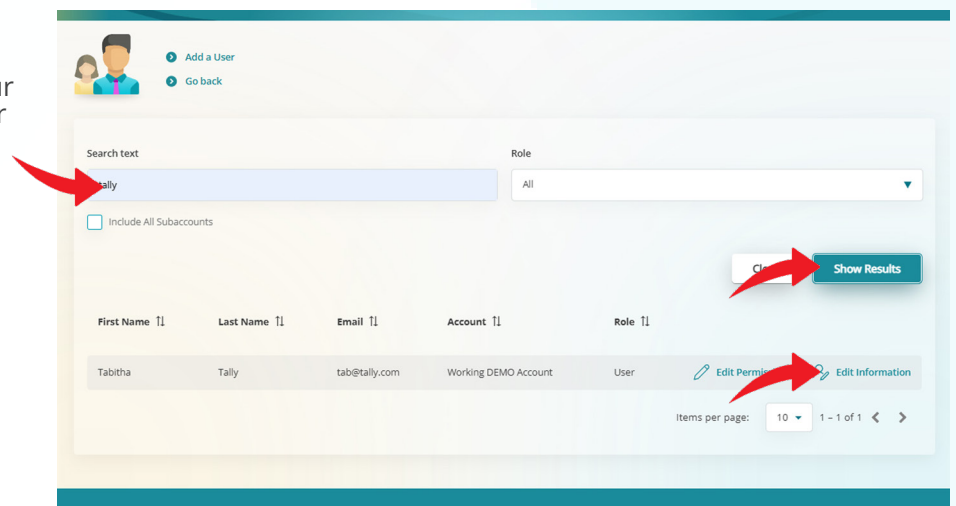 Add a User
Go back
Search text
Role
tally
All
Include All Subaccounts
Show Results
First Name
Last Name
Email
Account
Role
Tabitha
Tally
tab@tally.com
Working DEMO Account
User
Edit
Edit Information
Items per page:
10
1 – 1 of 1